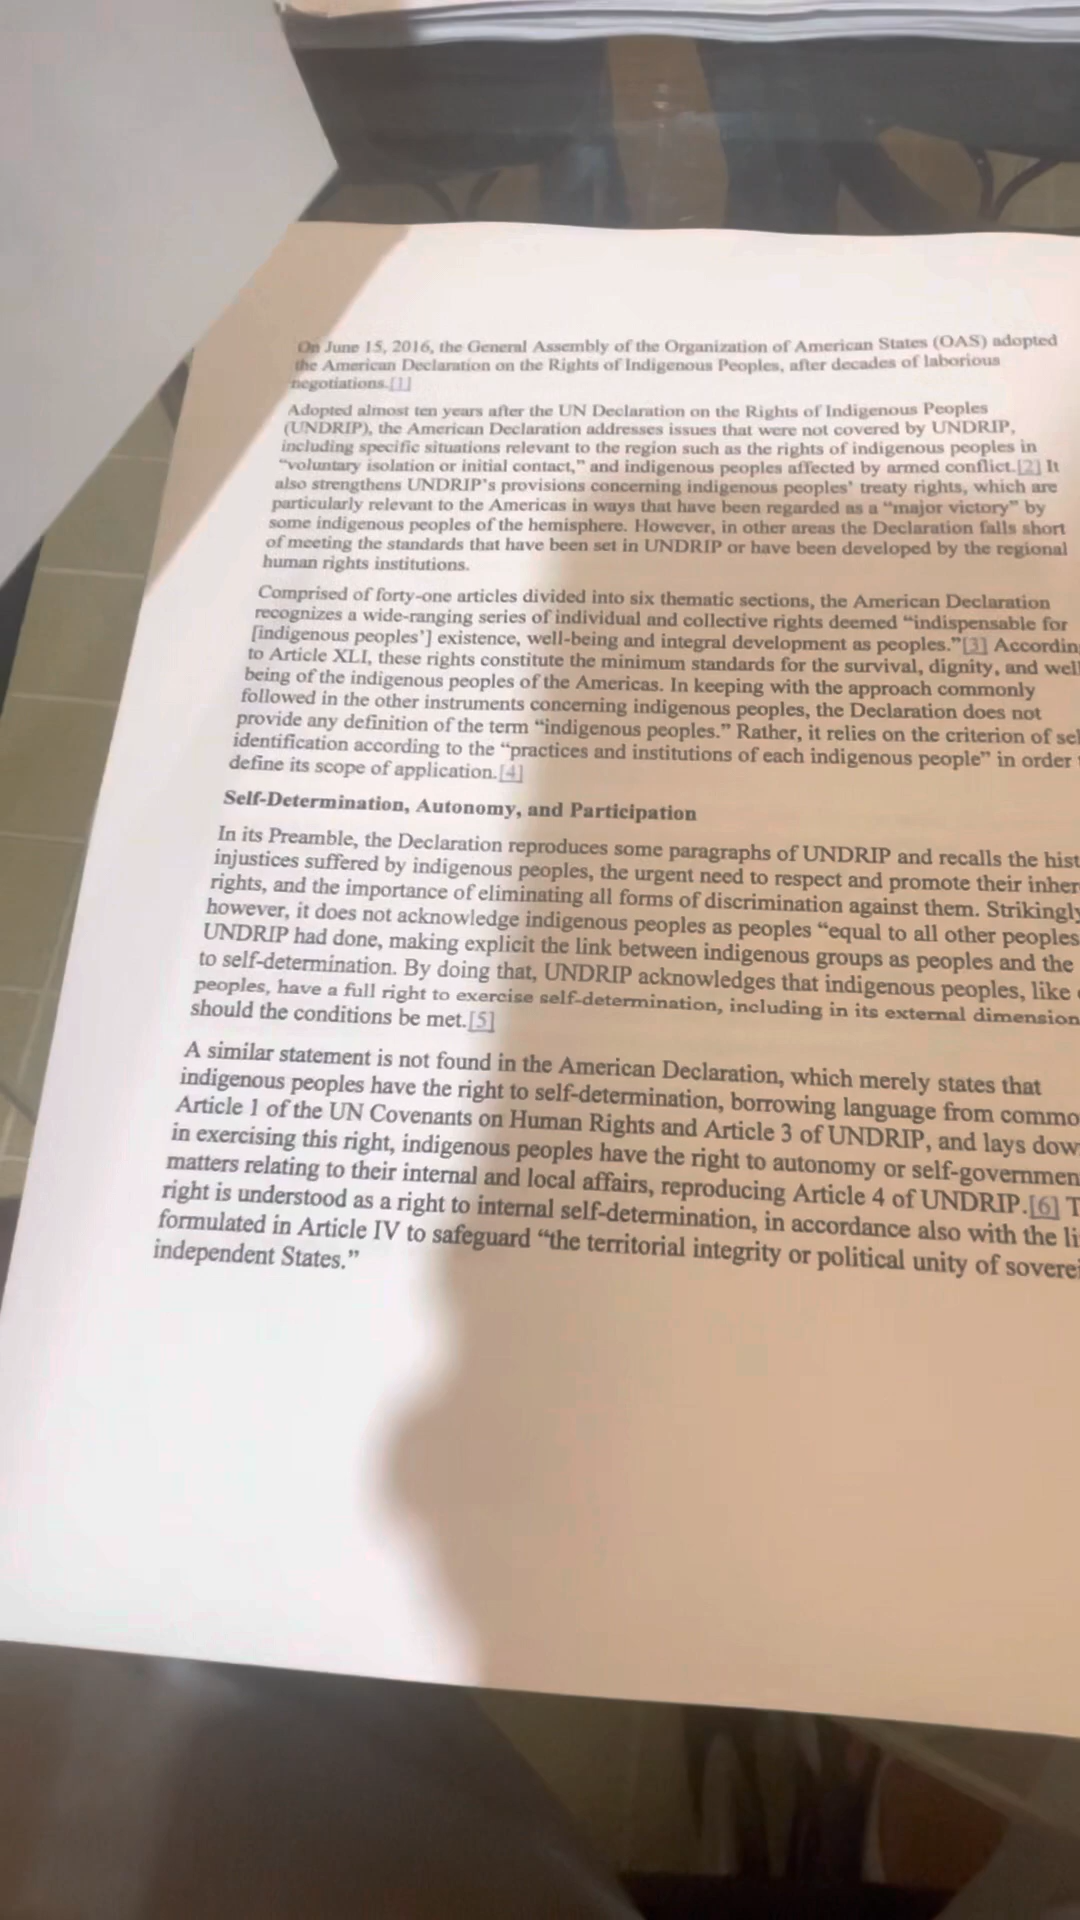 On June 15, 2016, the General Assembly of the Organization of American States (OAS) adopted
the American Declaration on the Rights of Indigenous Peoples, after decades of laborious
negotiations.[1]
Adopted almost ten years after the UN Declaration on the Rights of Indigenous Peoples
(UNDRIP), the American Declaration addresses issues that were not covered by UNDRIP,
including specific situations relevant to the region such as the rights of indigenous peoples in
“voluntary isolation or initial contact,” and indigenous peoples affected by armed conflict.[2] It
also strengthens UNDRIP’s provisions concerning indigenous peoples’ treaty rights, which are
particularly relevant to the Americas in ways that have been regarded as a “major victory” by
some indigenous peoples of the hemisphere. However, in other areas the Declaration falls short
of meeting the standards that have been set in UNDRIP or have been developed by the regional
human rights institutions.
Comprised of forty-one articles divided into six thematic sections, the American Declaration
recognizes a wide-ranging series of individual and collective rights deemed “indispensable for
[indigenous peoples’] existence, well-being and integral development as peoples.”[3] Accordin
to Article XLI, these rights constitute the minimum standards for the survival, dignity, and well
being of the indigenous peoples of the Americas. In keeping with the approach commonly
followed in the other instruments concerning indigenous peoples, the Declaration does not
provide any definition of the term “indigenous peoples.” Rather, it relies on the criterion of sel
identification according to the “practices and institutions of each indigenous people” in order
define its scope of application.[4]
Self-Determination, Autonomy, and Participation
In its Preamble, the Declaration reproduces some paragraphs of UNDRIP and recalls the hist
injustices suffered by indigenous peoples, the urgent need to respect and promote their inher
rights, and the importance of eliminating all forms of discrimination against them. Strikingly
however, it does not acknowledge indigenous peoples as peoples “equal to all other peoples
UNDRIP had done, making explicit the link between indigenous groups as peoples and the
to self-determination. By doing that, UNDRIP acknowledges that indigenous peoples, like
peoples, have a full right to exercise self-determination, including in its external dimension
should the conditions be met.[5]
A similar statement is not found in the American Declaration, which merely states that
indigenous peoples have the right to self-determination, borrowing language from commo
Article 1 of the UN Covenants on Human Rights and Article 3 of UNDRIP, and lays dow
in exercising this right, indigenous peoples have the right to autonomy or self-governmen
matters relating to their internal and local affairs, reproducing Article 4 of UNDRIP.[6] T
right is understood as a right to internal self-determination, in accordance also with the li
formulated in Article IV to safeguard “the territorial integrity or political unity of soverei
independent States.”